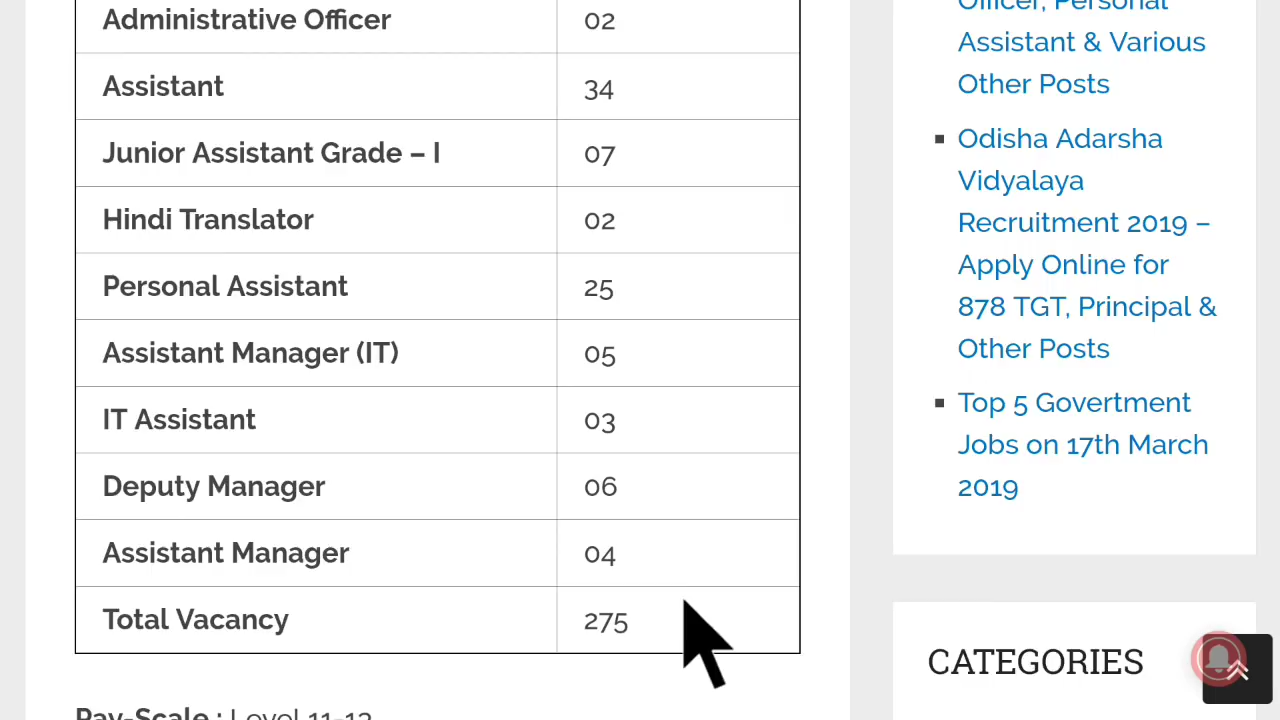 Administrative Officer 02
Assistant 34
Junior Assistant Grade – I 07
Hindi Translator 02
Personal Assistant 25
Assistant Manager (IT) 05
IT Assistant 03
Deputy Manager 06
Assistant Manager 04
Total Vacancy 275
Pay-Scale : Level 11-12
Officer, Personal
Assistant & Various
Other Posts
Odisha Adarsha
Vidyalaya
Recruitment 2019 –
Apply Online for
878 TGT, Principal &
Other Posts
Top 5 Govertment
Jobs on 17th March
2019
CATEGORIES